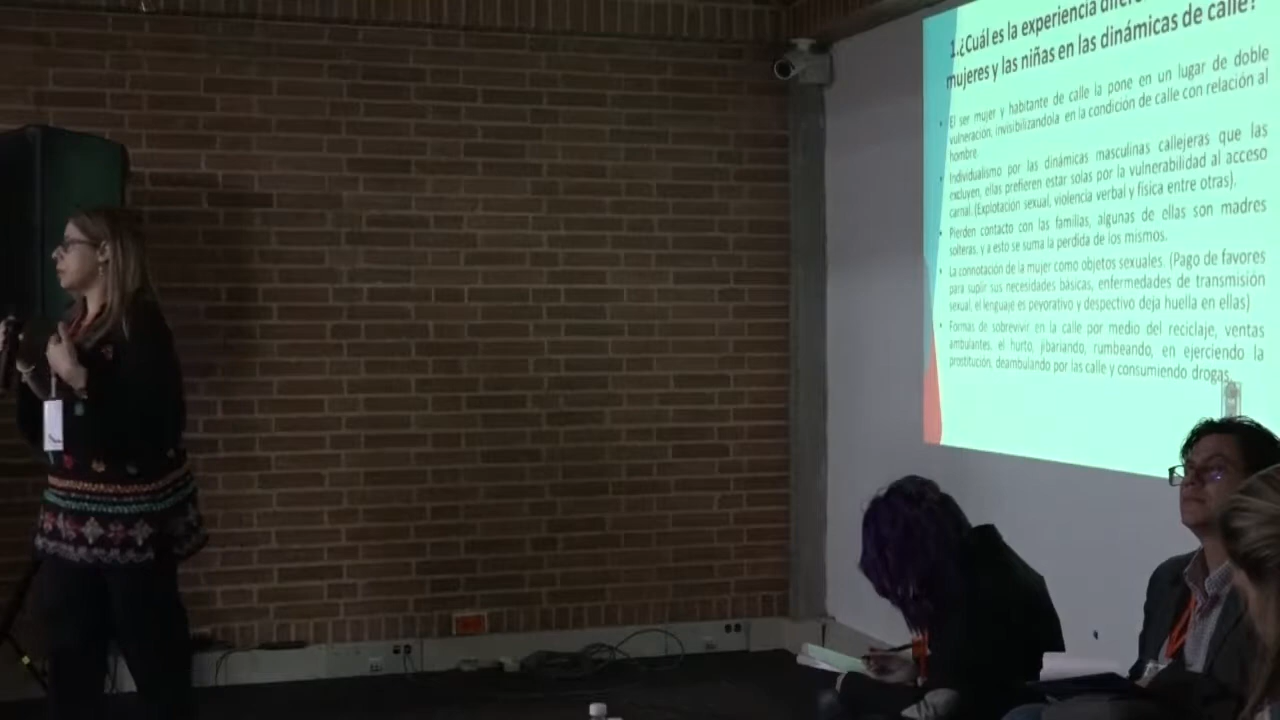 1.¿Cuál es la experiencia
mujeres y las niñas en las dinámicas de calle?
• El ser mujer y habitante de calle la pone en un lugar de doble
vulneración, invisibilizandola en la condición de calle con relación al
hombre.
• Individualismo por las dinámicas masculinas callejeras que las
excluyen, ellas prefieren estar solas por la vulnerabilidad al acceso
carnal. (Explotación sexual, violencia verbal y física entre otras).
• Pierden contacto con las familias, algunas de ellas son madres
solteras, y a esto se suma la perdida de los mismos.
• La connotación de la mujer como objetos sexuales. (Pago de favores
para suplir sus necesidades básicas, enfermedades de transmisión
sexual, el lenguaje es peyorativo y despectivo deja huella en ellas)
• Formas de sobrevivir en la calle por medio del reciclaje, ventas
ambulantes, el hurto, jibariando, rumbeando, en ejerciendo la
prostitución, deambulando por las calle y consumiendo drogas